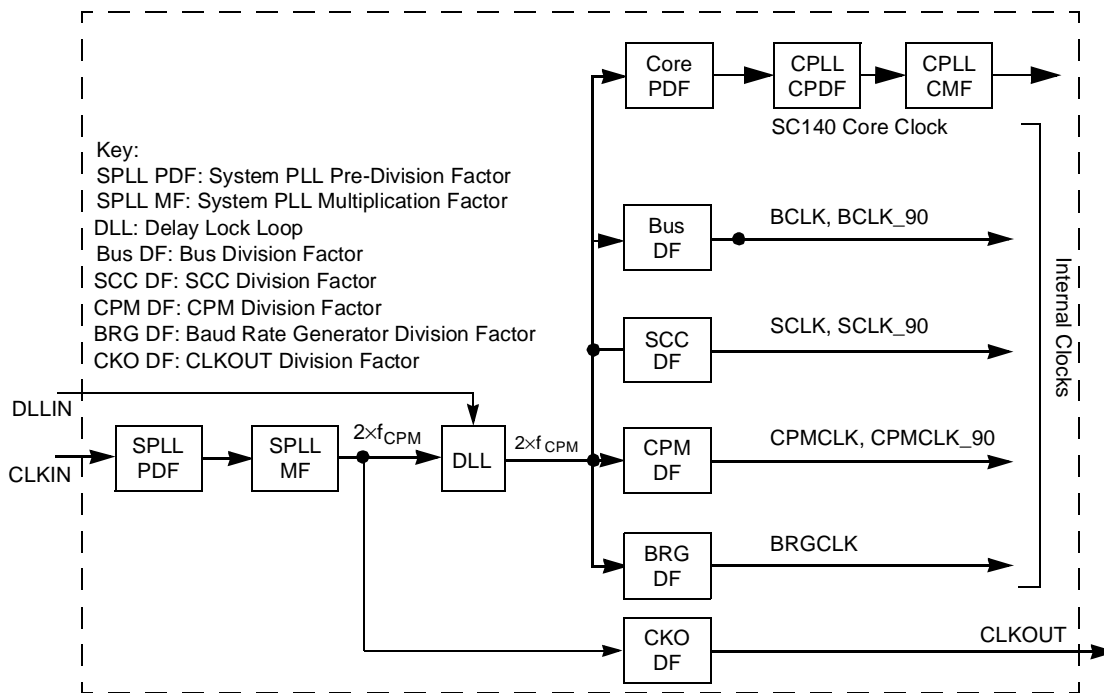 Core
PDF
CPLL
CPDF
CPLL
CMF
SC140 Core Clock
Key:
SPLL PDF: System PLL Pre-Division Factor
SPLL MF: System PLL Multiplication Factor
DLL: Delay Lock Loop
Bus DF: Bus Division Factor
SCC DF: SCC Division Factor
CPM DF: CPM Division Factor
BRG DF: Baud Rate Generator Division Factor
CKO DF: CLKOUT Division Factor
Bus
DF
BCLK, BCLK_90
SCC
DF
SCLK, SCLK_90
Internal Clocks
DLLIN
CLKIN
SPLL
PDF
SPLL
MF
2×fCPM
DLL
2×fCPM
CPM
DF
CPMCLK, CPMCLK_90
BRG
DF
BRGCLK
CKO
DF
CLKOUT